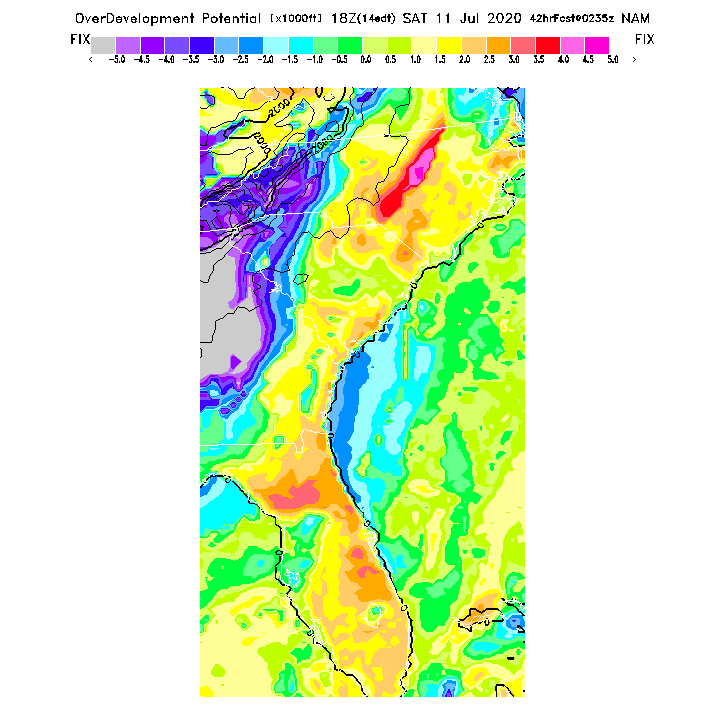 OverDevelopment Potential [x1000ft] 18Z(14edt) SAT 11 Jul 2020 42hrFcst@0235z NAM
FIX FIX
< -5.0 -4.5 -4.0 -3.5 -3.0 -2.5 -2.0 -1.5 -1.0 -0.5 0.0 0.5 1.0 1.5 2.0 2.5 3.0 3.5 4.0 4.5 5.0 >
2000
2000